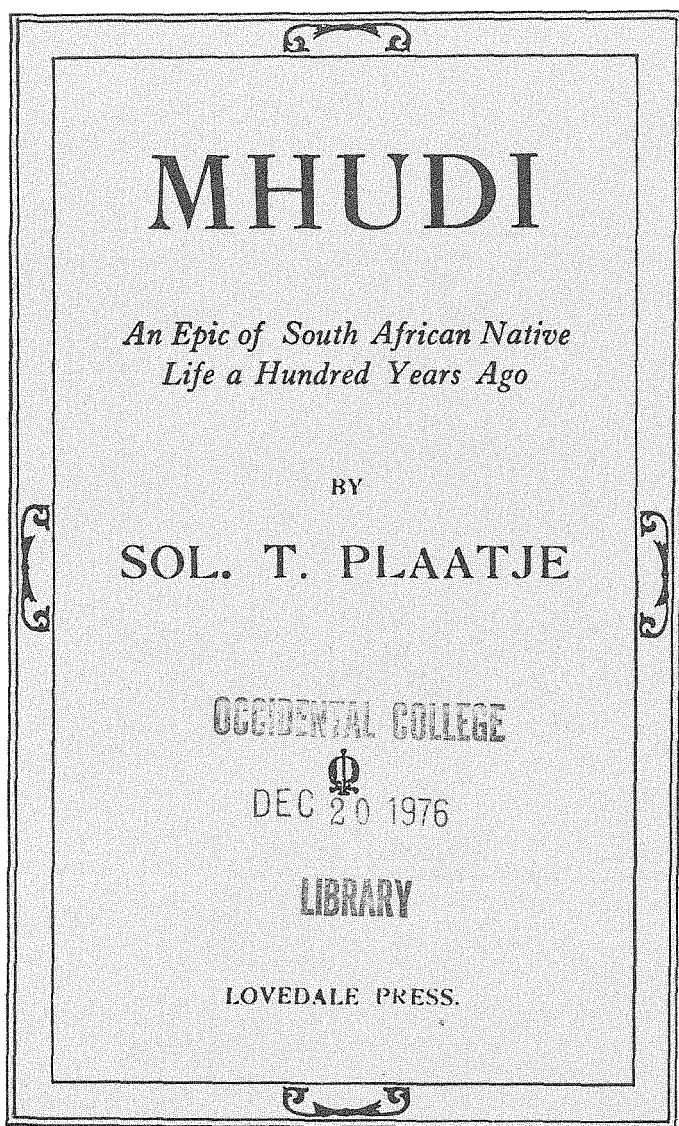 MHUDI
An Epic of South African Native
Life a Hundred Years Ago
BY
SOL. T. PLAATJE
OCCIDENTAL COLLEGE
DEC 20 1976
LIBRARY
LOVEDALE PRESS.